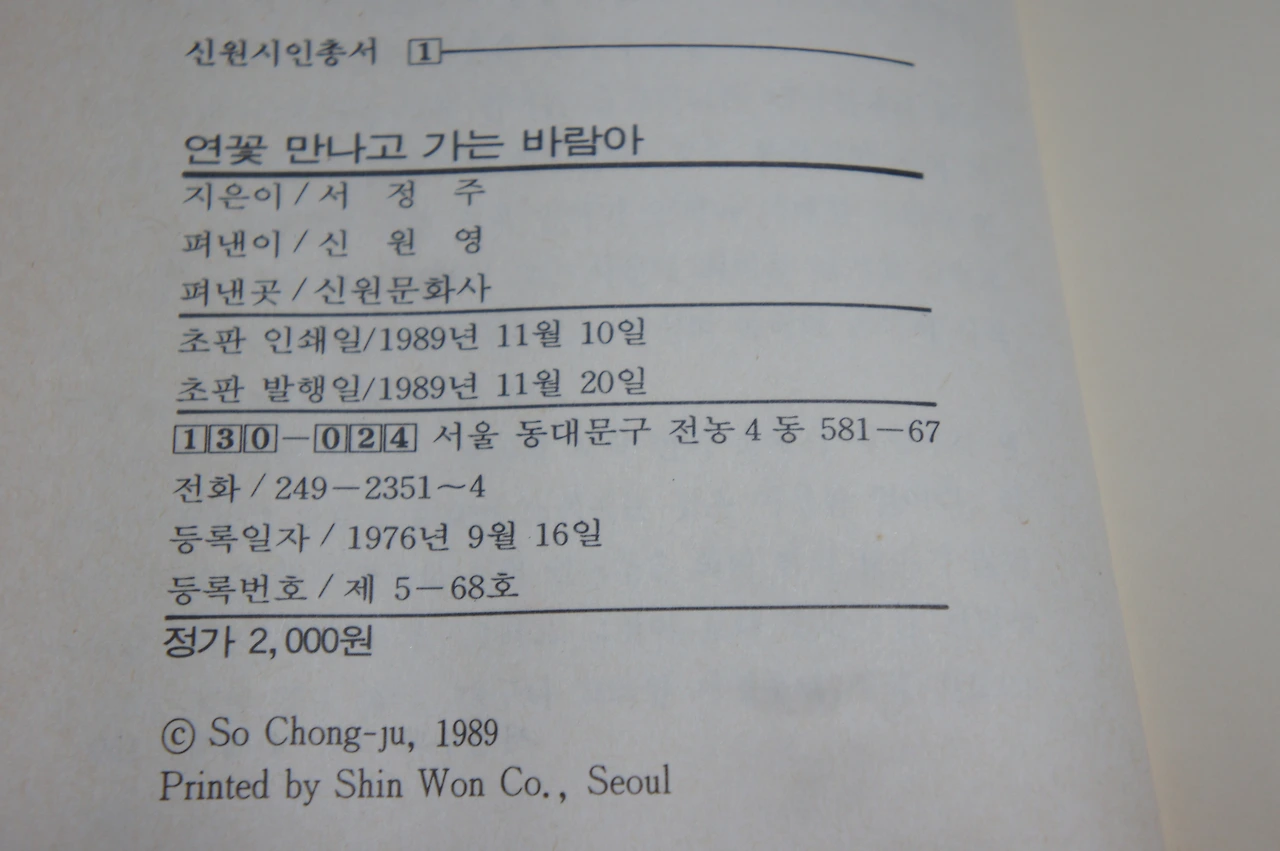 신원시인총서 1
연꽃 만나고 가는 바람아
지은이 / 서 정 주
펴낸이 / 신 원 영
펴낸곳 / 신원문화사
초판 인쇄일/1989년 11월 10일
초판 발행일/1989년 11월 20일
130-024 서울 동대문구 전농4동 581-67
전화 / 249-2351~4
등록일자 / 1976년 9월 16일
등록번호 / 제 5-68호
정가 2,000원
ⓒ So Chong-ju, 1989
Printed by Shin Won Co., Seoul